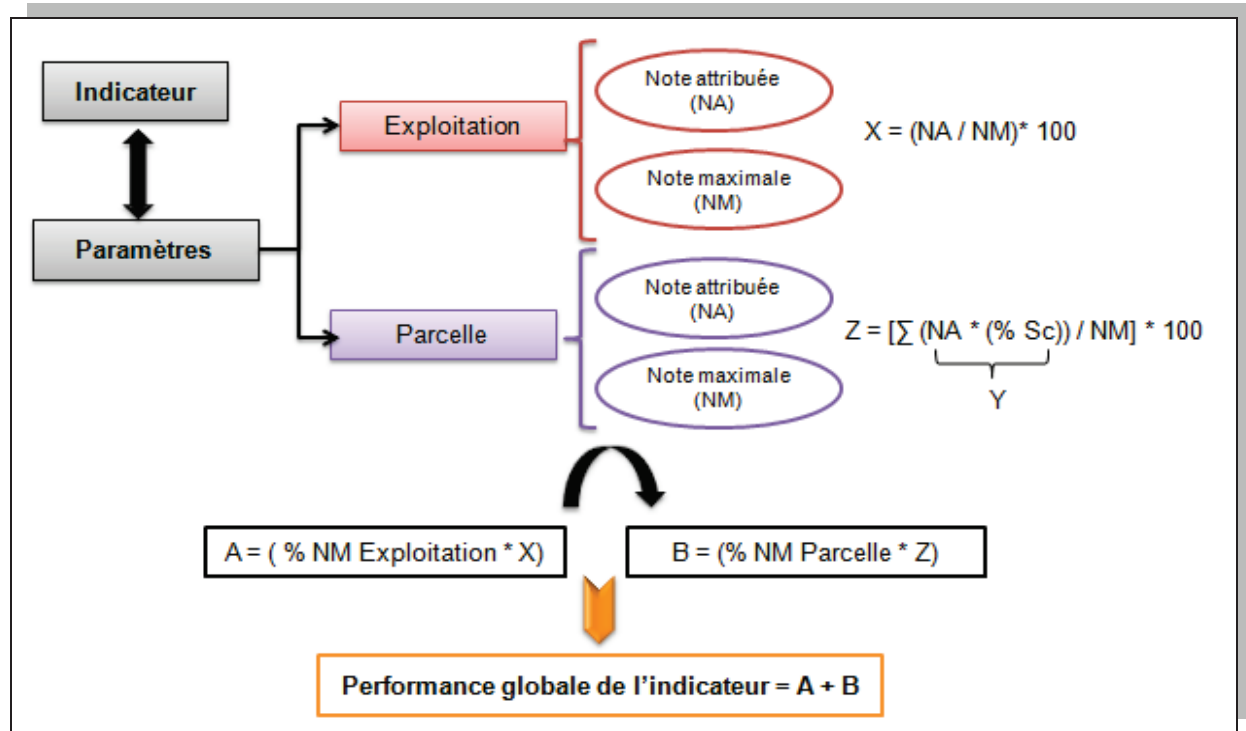 Indicateur
Paramètres
Exploitation
Note attribuée
(NA)
Note maximale
(NM)
X = (NA / NM)* 100
Parcelle
Note attribuée
(NA)
Note maximale
(NM)
Z = [∑ (NA * (% Sc)) / NM] * 100
Y
A = ( % NM Exploitation * X)
B = (% NM Parcelle * Z)
Performance globale de l’indicateur = A + B